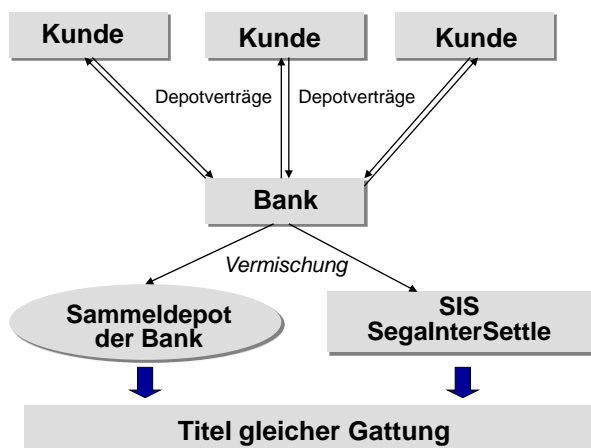 Kunde
Kunde
Kunde
Depotverträge
Depotverträge
Bank
Vermischung
Sammeldepot
der Bank
SIS
SegaInterSettle
Titel gleicher Gattung